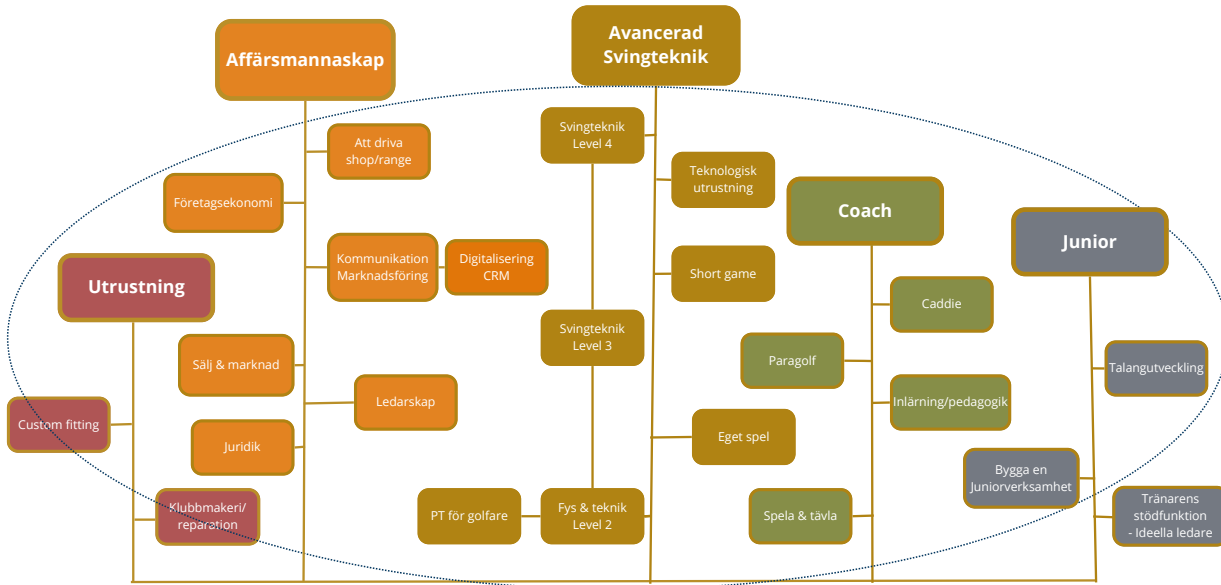 Affärsmannaskap
Avancerad
Svingteknik
Att driva
shop/range
Svingteknik
Level 4
Teknologisk
utrustning
Företagsekonomi
Coach
Junior
Kommunikation
Marknadsföring
Digitalisering
CRM
Short game
Utrustning
Caddie
Svingteknik
Level 3
Sälj & marknad
Paragolf
Talangutveckling
Ledarskap
Inlärning/pedagogik
Custom fitting
Juridik
Eget spel
Bygga en
Juniorverksamhet
Klubbmakeri/
reparation
PT för golfare
Fys & teknik
Level 2
Spela & tävla
Tränarens
stödfunktion
- Ideella ledare